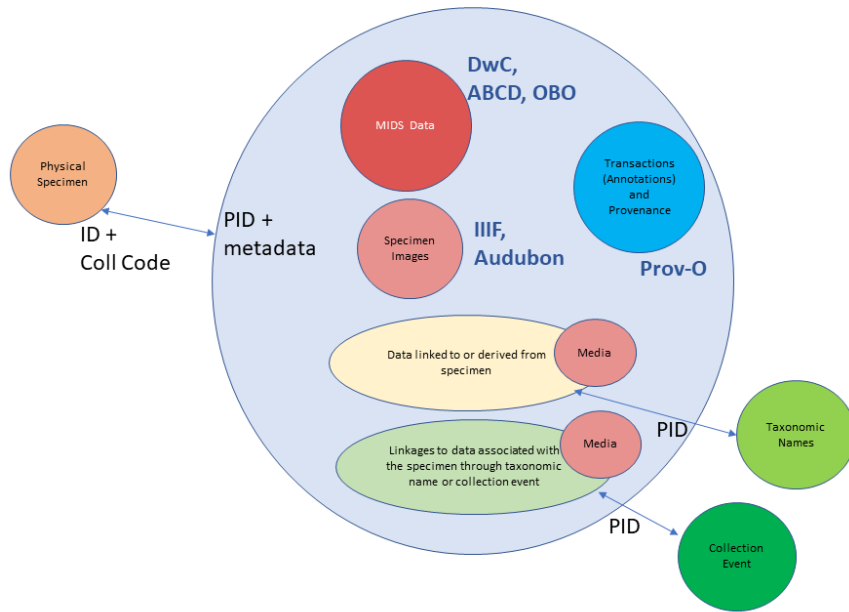 DwC,
ABCD, OBO
MIDS Data
Physical
Specimen
Transactions
(Annotations)
and
Provenance
ID +
Coll Code
PID +
metadata
Specimen
Images
IIIF,
Audubon
Prov-O
Data linked to or derived from
specimen
Media
Linkages to data associated with
the specimen through taxonomic
name or collection event
Media
PID
Taxonomic
Names
PID
Collection
Event